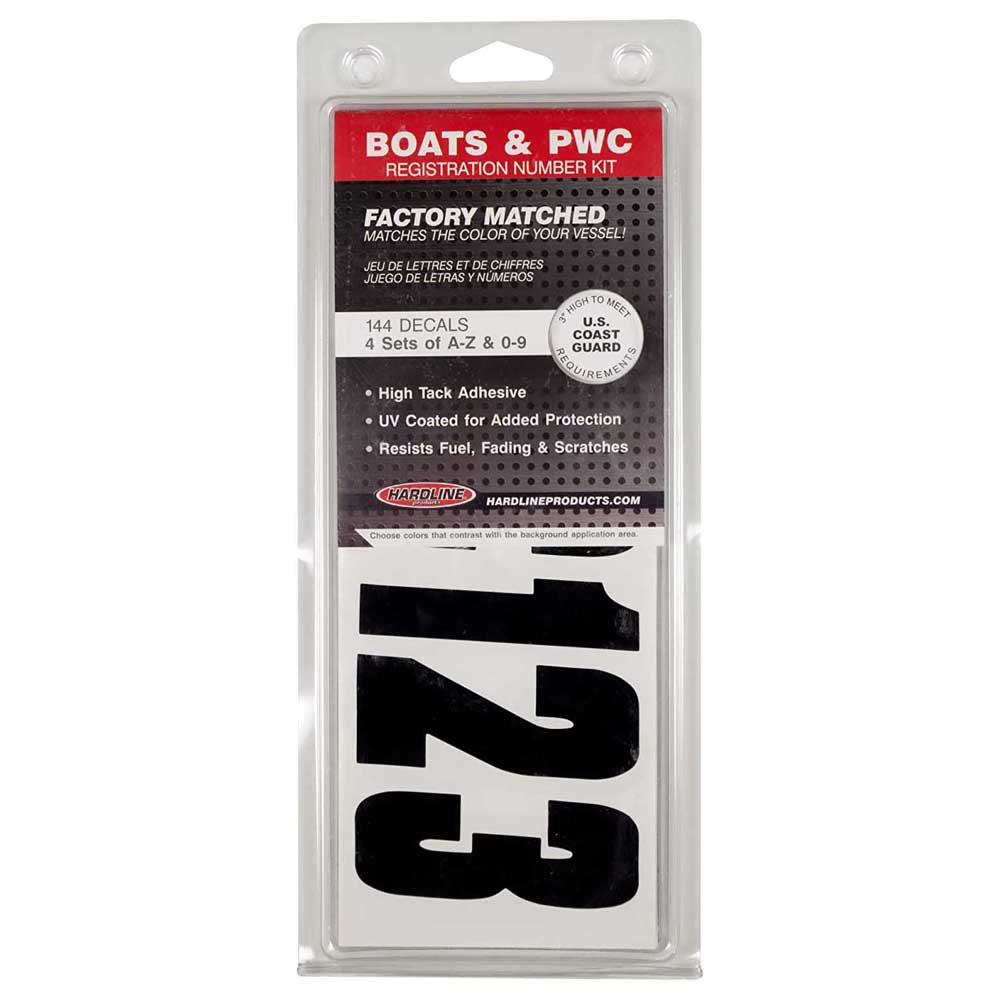 BOATS & PWC
REGISTRATION NUMBER KIT
FACTORY MATCHED
MATCHES THE COLOR OF YOUR VESSEL!
JEU DE LETTRES ET DE CHIFFRES
JUEGO DE LETRAS Y NÚMEROS
144 DECALS
4 Sets of A-Z & 0-9
3" HIGH TO MEET
U.S.
COAST
GUARD
REQUIREMENTS
• High Tack Adhesive
• UV Coated for Added Protection
• Resists Fuel, Fading & Scratches
HARDLINE
products
HARDLINEPRODUCTS.COM
Choose colors that contrast with the background application area.
123